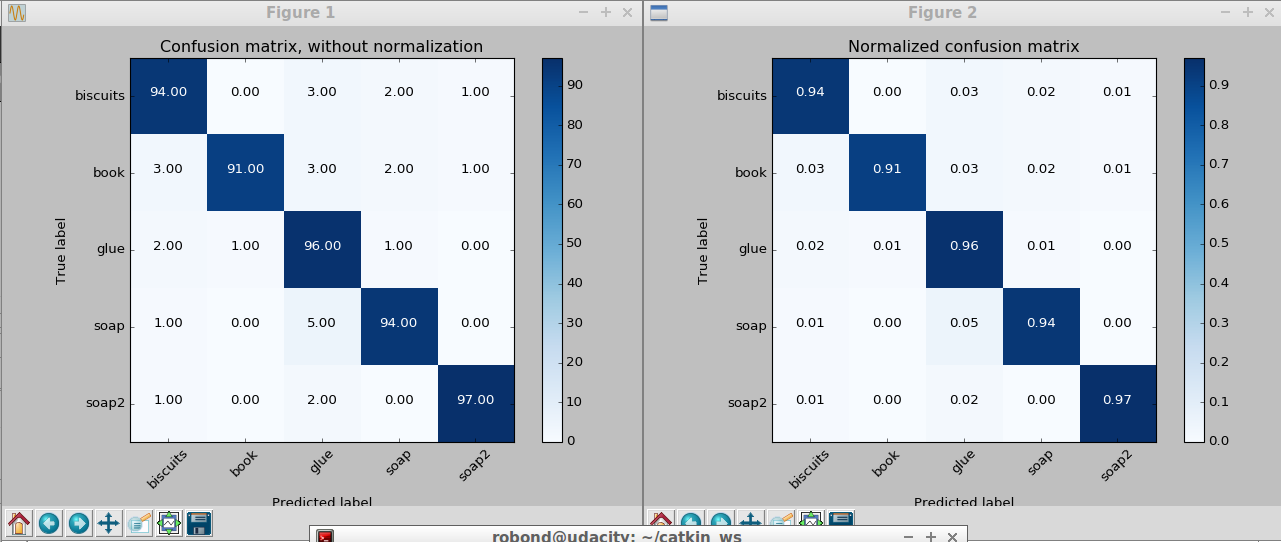 Figure 1
Confusion matrix, without normalization
biscuits 94.00 0.00 3.00 2.00 1.00
book 3.00 91.00 3.00 2.00 1.00
glue 2.00 1.00 96.00 1.00 0.00
soap 1.00 0.00 5.00 94.00 0.00
soap2 1.00 0.00 2.00 0.00 97.00
True label
biscuits book glue soap soap2
Predicted label
90
80
70
60
50
40
30
20
10
0
Figure 2
Normalized confusion matrix
biscuits 0.94 0.00 0.03 0.02 0.01
book 0.03 0.91 0.03 0.02 0.01
glue 0.02 0.01 0.96 0.01 0.00
soap 0.01 0.00 0.05 0.94 0.00
soap2 0.01 0.00 0.02 0.00 0.97
True label
biscuits book glue soap soap2
Predicted label
0.9
0.8
0.7
0.6
0.5
0.4
0.3
0.2
0.1
0.0
robond@udacity: ~/catkin_ws